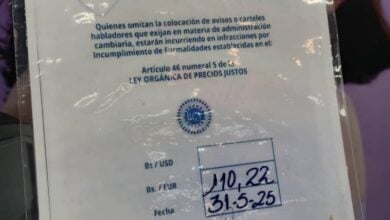 Quienes omitan la colocación de avisos o carteles
habladores que exijan en materia de administración
cambiaria, estarán incurriendo en infracciones por
Incumplimiento de Formalidades establecidas en el:
Artículo 46 numeral 5 de la
LEY ORGÁNICA DE PRECIOS JUSTOS
Bs / USD
Bs. / EUR 110,22
Fecha 31-5-25